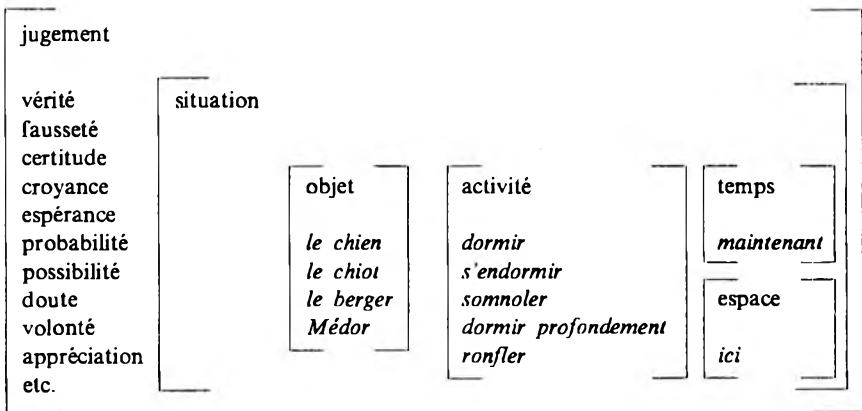 jugement
vérité
fausseté
certitude
croyance
espérance
probabilité
possibilité
doute
volonté
appréciation
etc.
situation
objet
le chien
le chiot
le berger
Médor
activité
dormir
s'endormir
somnoler
dormir profondement
ronfler
temps
maintenant
espace
ici